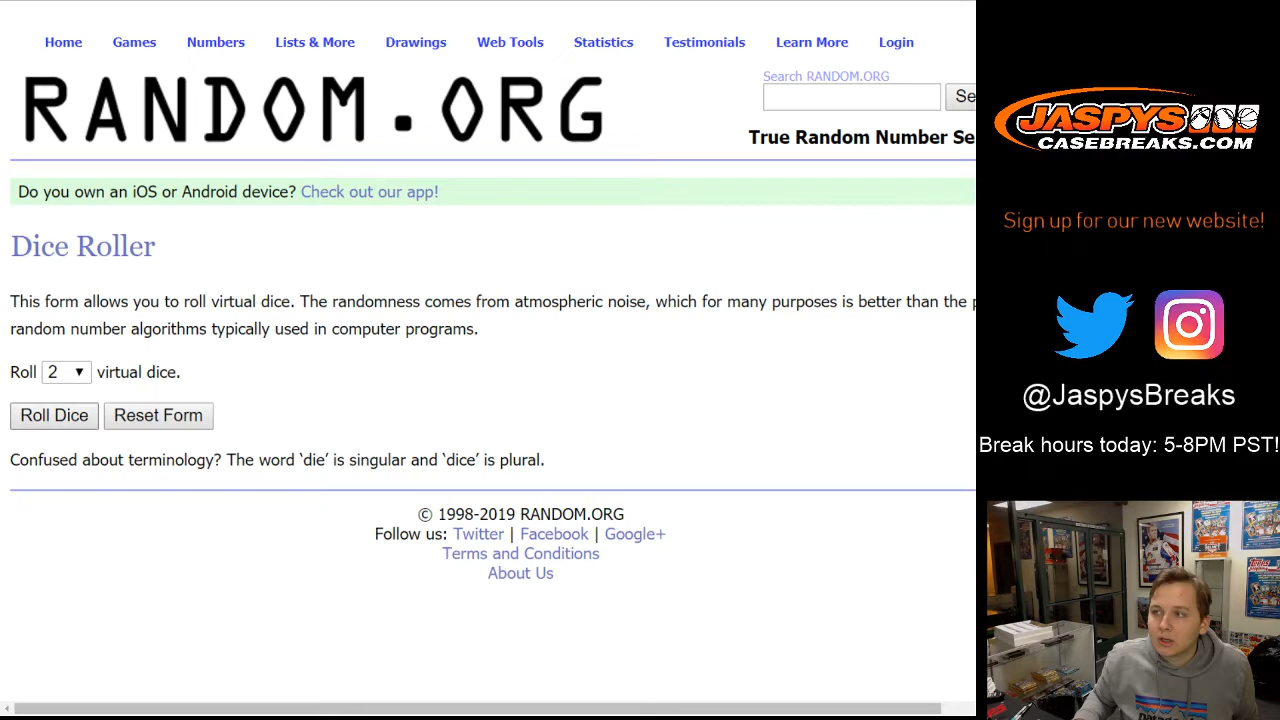 Home Games Numbers Lists & More Drawings Web Tools Statistics Testimonials Learn More Login
RANDOM.ORG
Search RANDOM.ORG
Se
True Random Number Se
Do you own an iOS or Android device? Check out our app!
Dice Roller
This form allows you to roll virtual dice. The randomness comes from atmospheric noise, which for many purposes is better than the p
random number algorithms typically used in computer programs.
Roll 2 virtual dice.
Roll Dice Reset Form
Confused about terminology? The word ‘die’ is singular and ‘dice’ is plural.
© 1998-2019 RANDOM.ORG
Follow us: Twitter | Facebook | Google+
Terms and Conditions
About Us
JASPYS
CASEBREAKS.COM
Sign up for our new website!
@JaspysBreaks
Break hours today: 5-8PM PST!